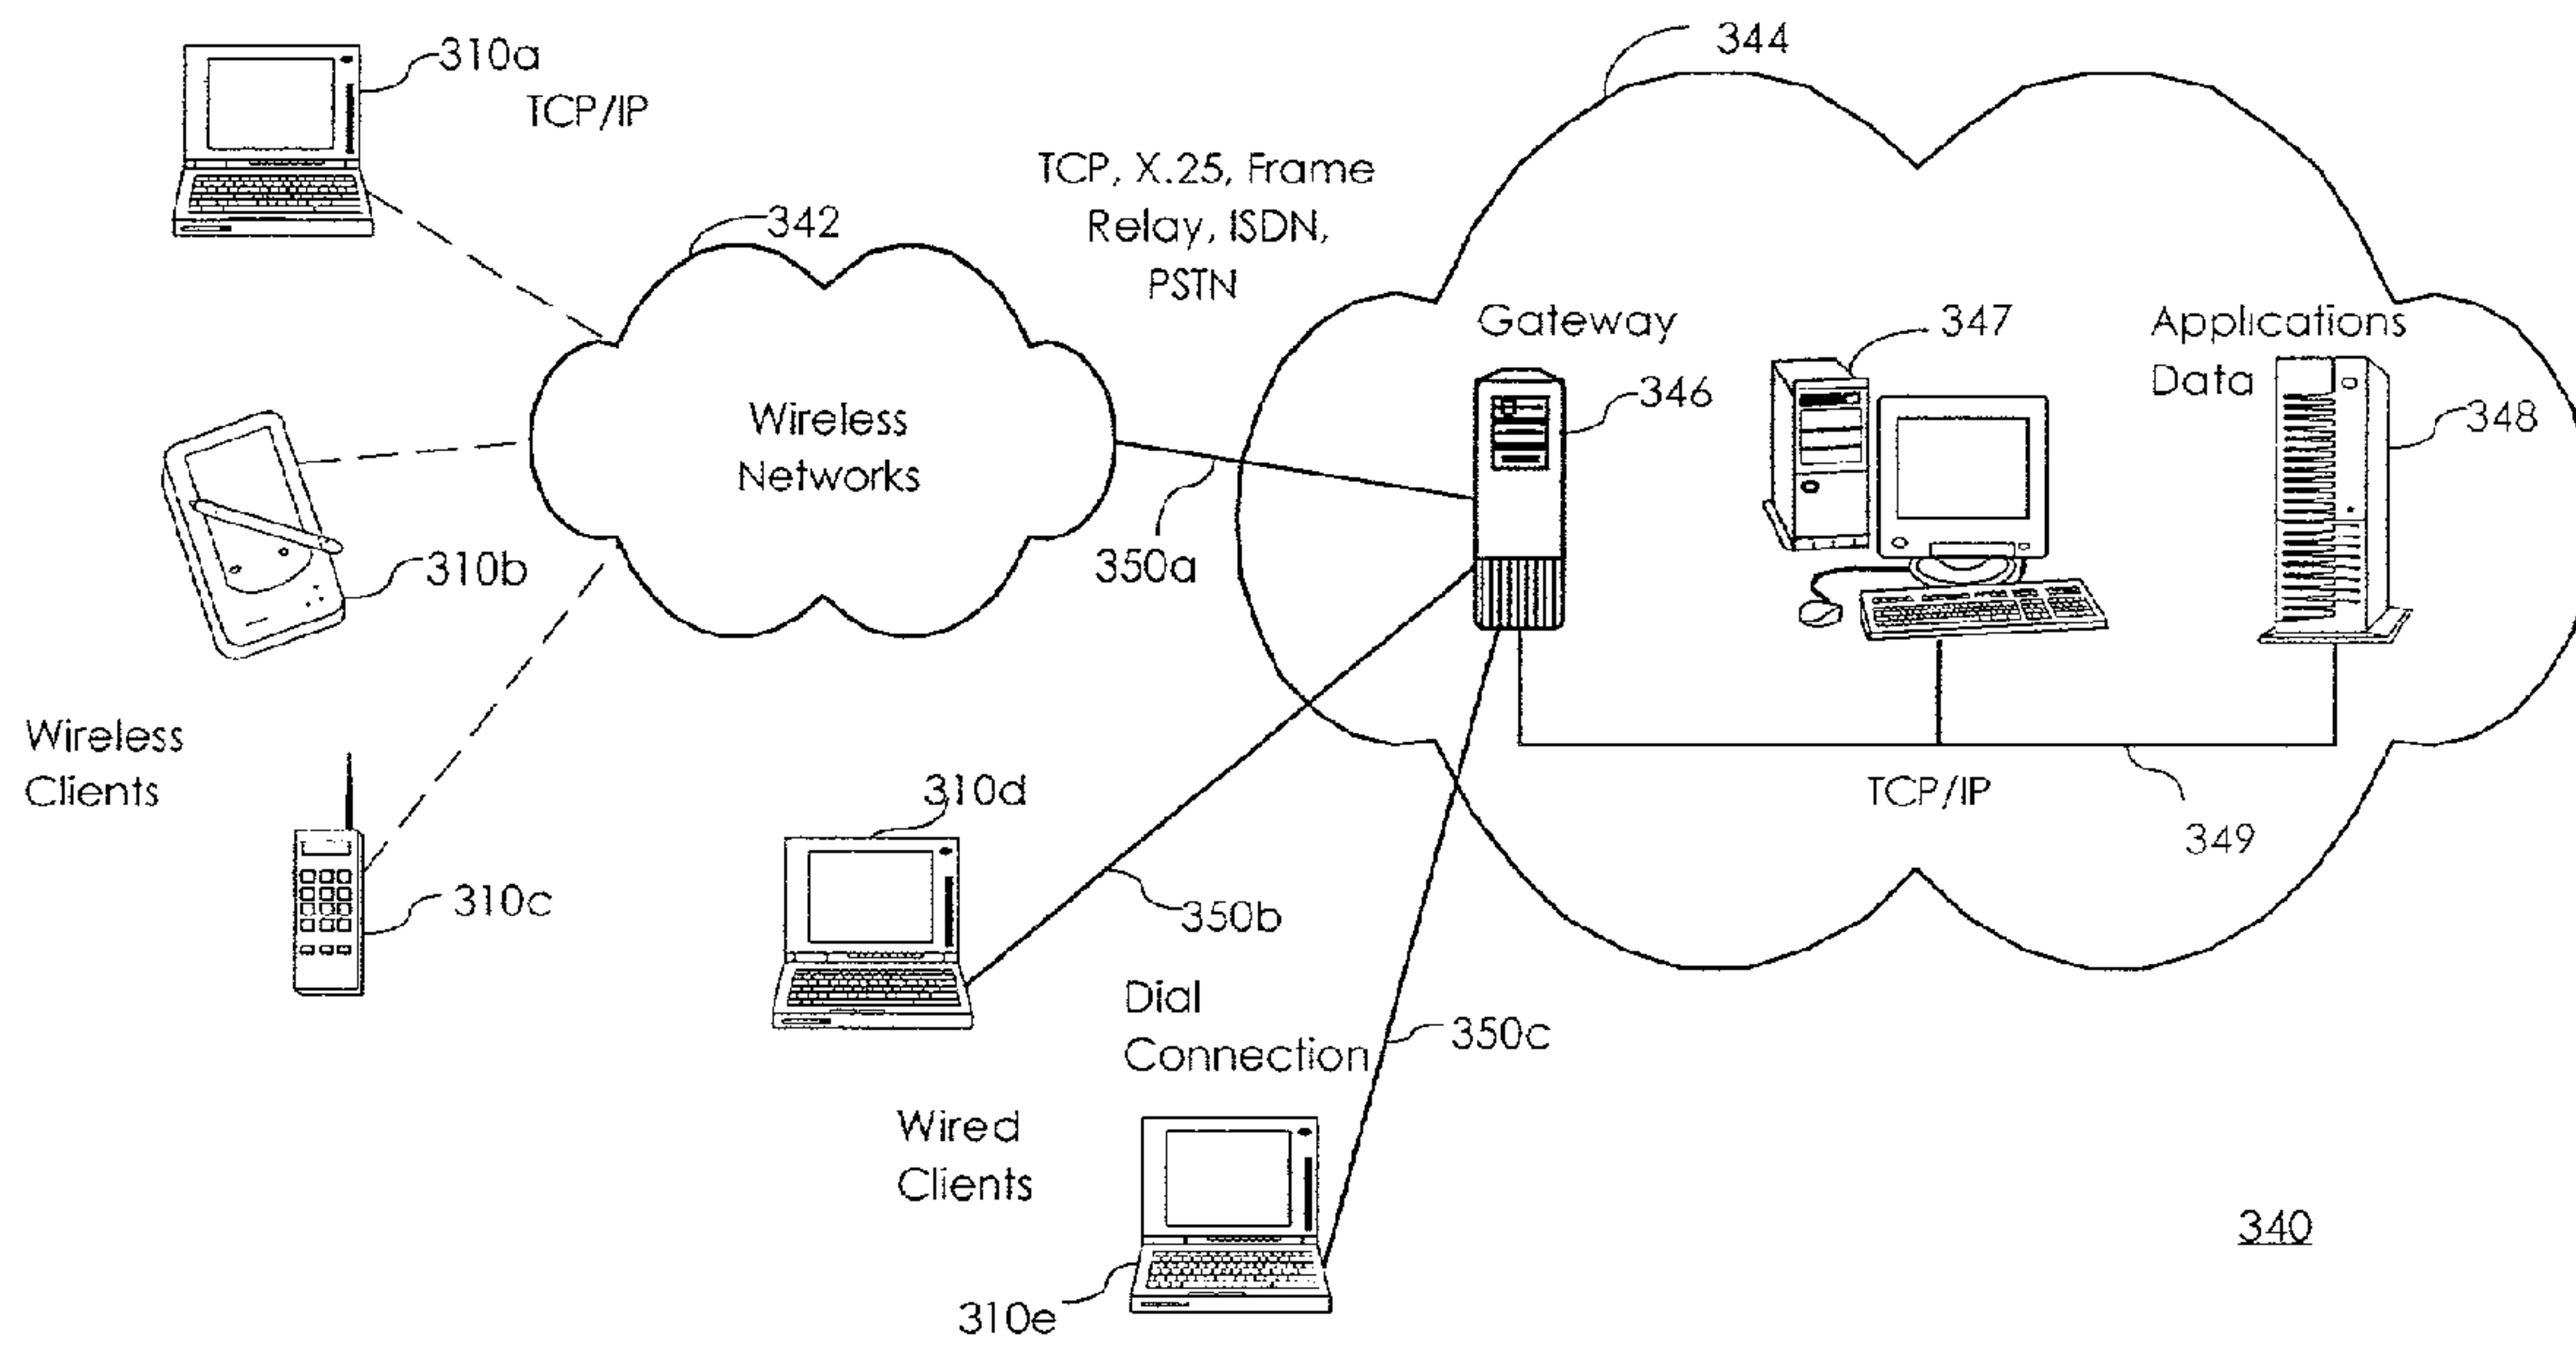 344
310a
TCP/IP
TCP, X.25, Frame
Relay, ISDN,
PSTN
342
Gateway
347
Applications
Data
346
348
Wireless
Networks
350a
310b
Wireless
Clients
310d
TCP/IP
349
310c
350b
Dial
Connection
350c
Wired
Clients
340
310e